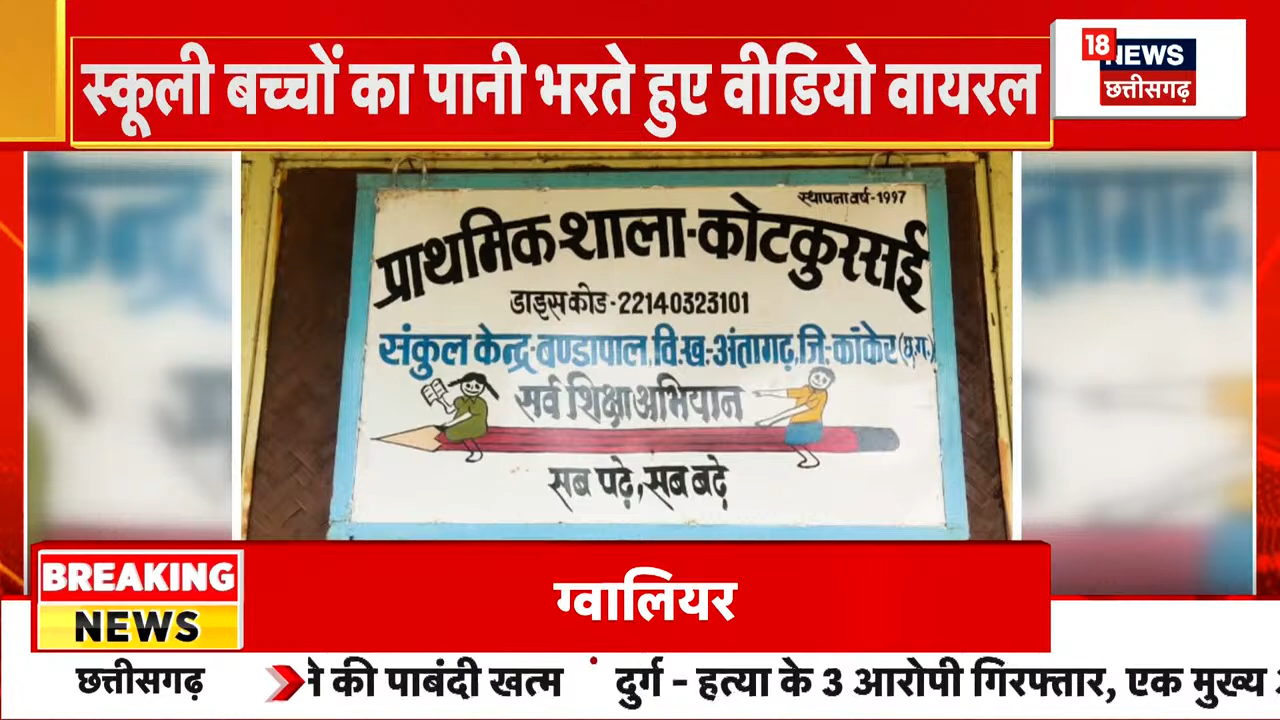 स्कूली बच्चों का पानी भरते हुए वीडियो वायरल
18
NEWS
छत्तीसगढ़
स्थापना वर्ष-1997
प्राथमिक शाला-कोटकुरसई
डाइस कोड-22140323101
संकुल केन्द्र-बण्डापाल, वि.ख.-अंतागढ़, जि.-कांकेर (छ.ग.)
सर्व शिक्षा अभियान
सब पढ़े, सब बढ़े
BREAKING
NEWS
ग्वालियर
छत्तीसगढ़
की पाबंदी खत्म
दुर्ग - हत्या के 3 आरोपी गिरफ्तार, एक मुख्य